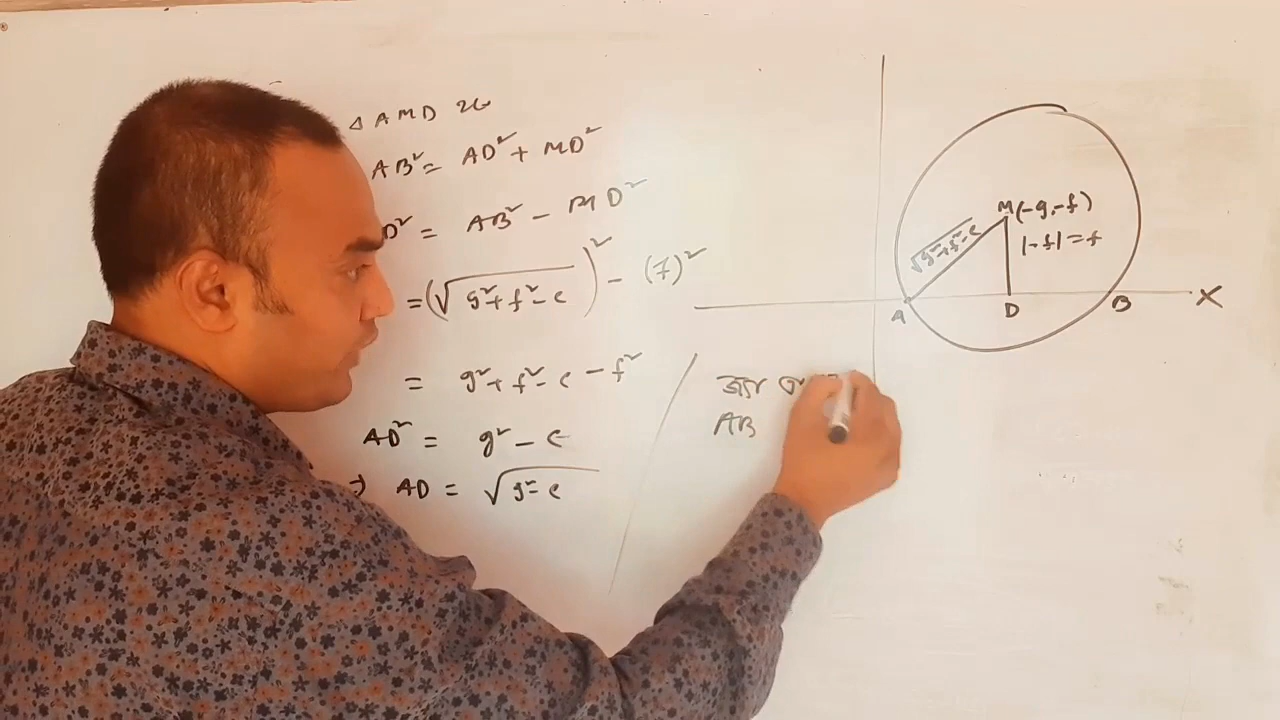 Δ AMD
AB² = AD² + MD²
D² = AB² - MD²
= (√g²+f²-c)² - (f)²
= g²+f²-c - f²
AD² = g² - c
⇒ AD = √g²-c
M(-g,-f)
√g²+f²-c
|-f| = f
A
D
B
X
AB